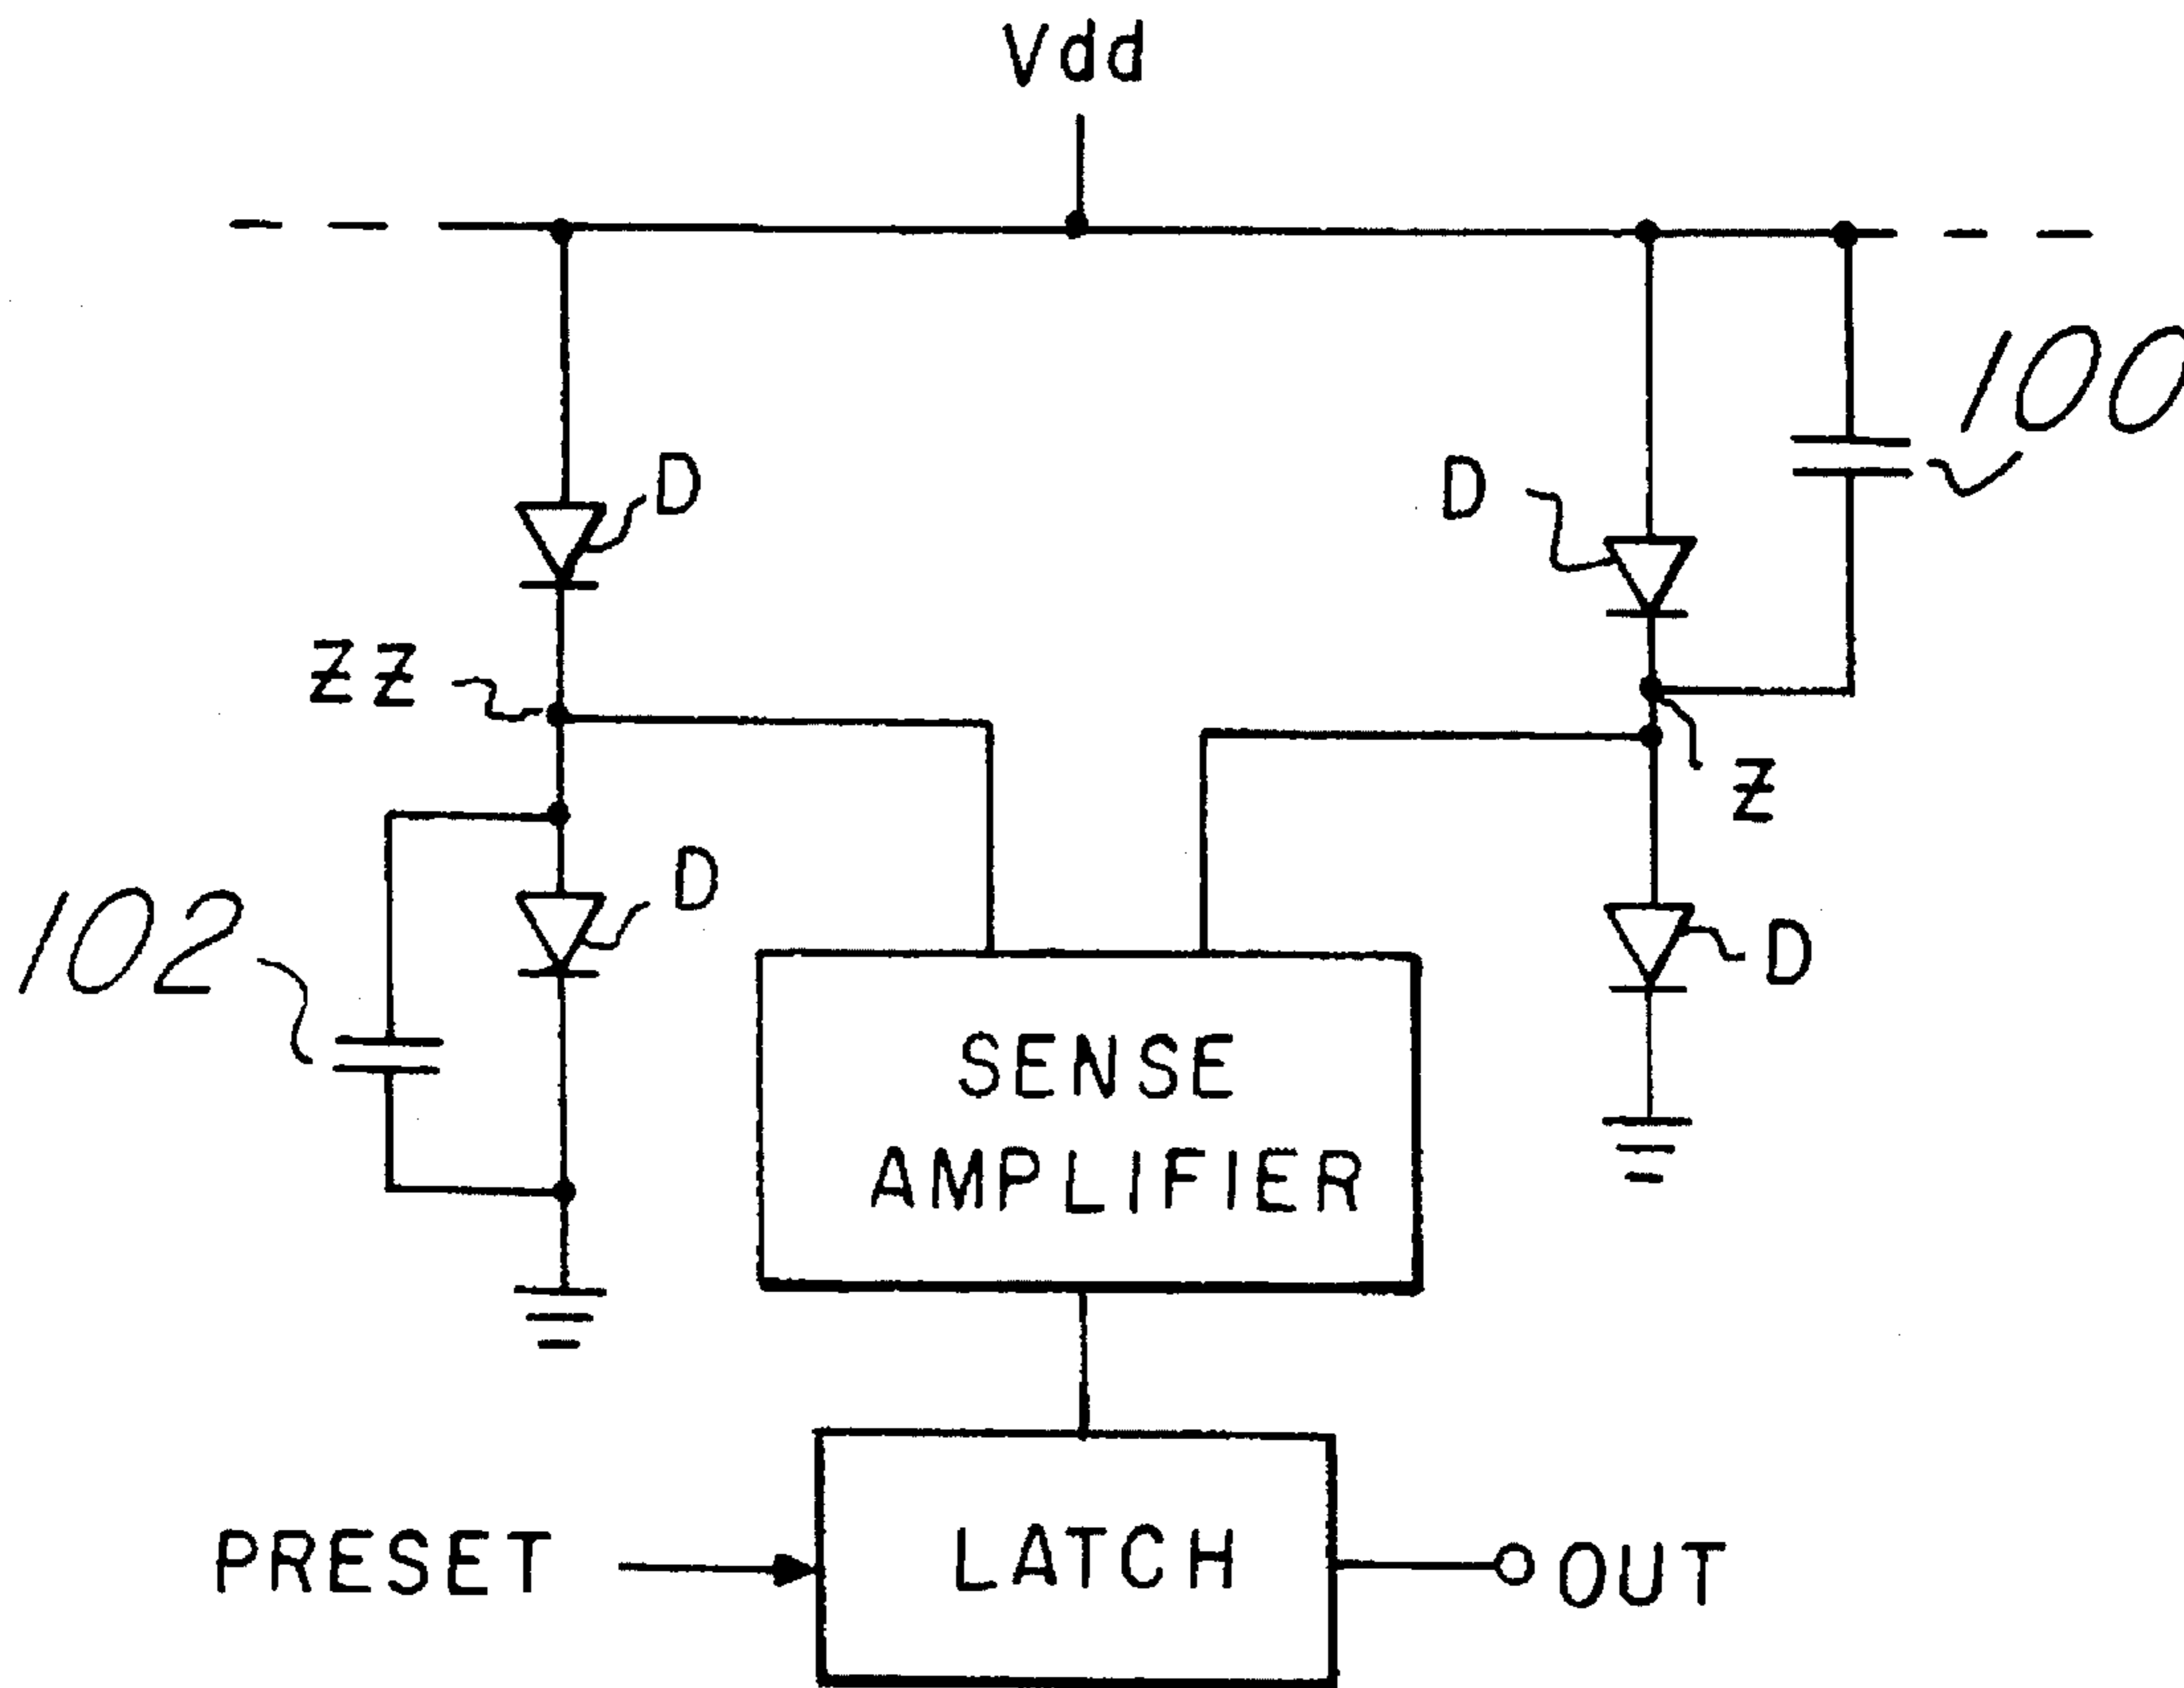 Vdd
100
D
D
ZZ
Z
D
D
102
SENSE
AMPLIFIER
PRESET
LATCH
OUT